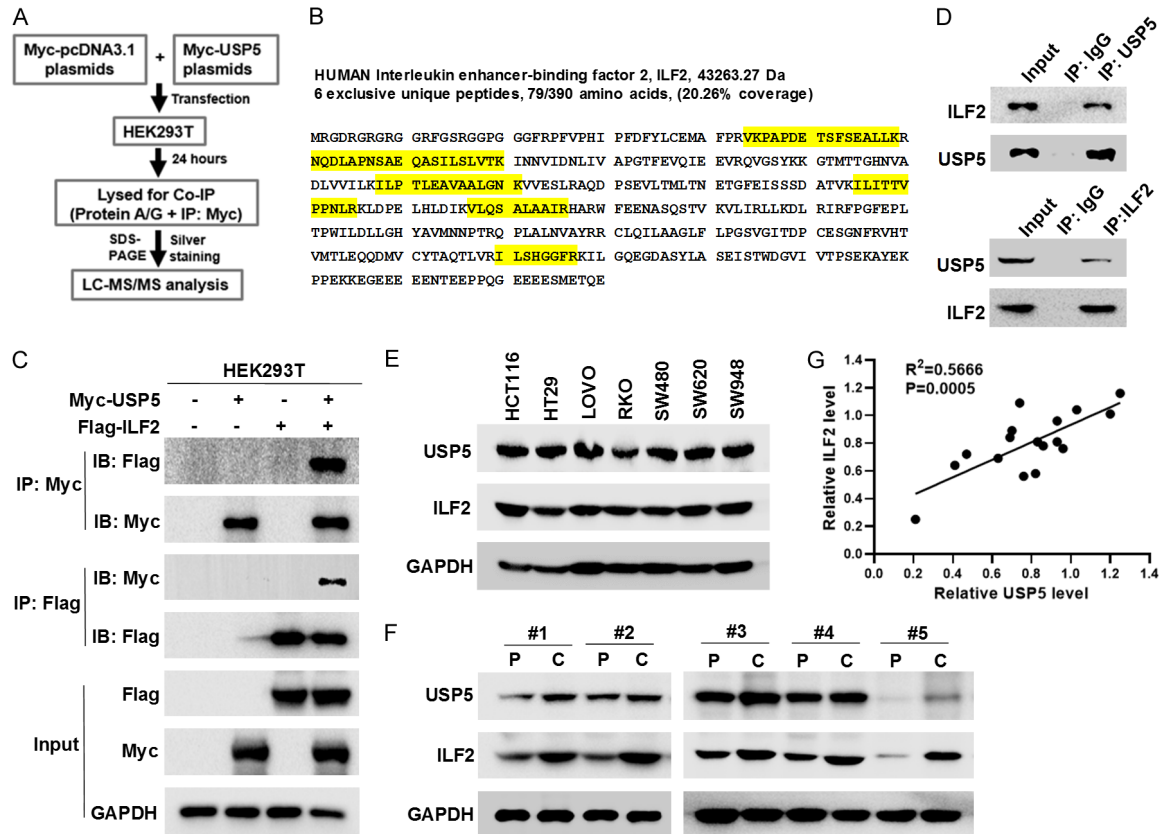 A
Myc-pcDNA3.1 plasmids
+
Myc-USP5 plasmids
Transfection
HEK293T
24 hours
Lysed for Co-IP
(Protein A/G + IP: Myc)
SDS-PAGE
Silver staining
LC-MS/MS analysis
B
HUMAN Interleukin enhancer-binding factor 2, ILF2, 43263.27 Da
6 exclusive unique peptides, 79/390 amino acids, (20.26% coverage)
MRGDRGRGRG GRFGSRGGPG GGFRPFVPHI PFDFYLCEMA FPRVKPAPDE TSFSEALLKR
NQDLAPNSAE QASILSLVTK INNVIDNLIV APGTFEVQIE EVRQVGSYKK GTMTTGHNVA
DLVVILKILP TLEAVAALGN KVVESLRAQD PSEVLTMLTN ETGFEISSSD ATVKILITTV
PPNLRKLDPE LHLDIKVLQS ALAAIRHARW FEENASQSTV KVLIRLLKDL RIRFPGFEPL
TPWILDLLGH YAVMNNPTRQ PLALNVAYRR CLQILAAGLF LPGSVGITDP CESGNFRVHT
VMTLEQQDMV CYTAQTLVRI LSHGGFRKIL GQEGDASYLA SEISTWDGVI VTPSEKAYEK
PPEKKEGEEE EENTEEPPQG EEEESMETQE
C
HEK293T
Myc-USP5 - + - +
Flag-ILF2 - - + +
IP: Myc
IB: Flag
IB: Myc
IP: Flag
IB: Myc
IB: Flag
Input
Flag
Myc
GAPDH
D
Input IP: IgG IP: USP5
ILF2
USP5
Input IP: IgG IP:ILF2
USP5
ILF2
E
HCT116 HT29 LOVO RKO SW480 SW620 SW948
USP5
ILF2
GAPDH
F
#1 #2 #3 #4 #5
P C P C P C P C P C
USP5
ILF2
GAPDH
G
R²=0.5666
P=0.0005
Relative ILF2 level
1.4
1.2
1.0
0.8
0.6
0.4
0.2
0.0
0.0 0.2 0.4 0.6 0.8 1.0 1.2 1.4
Relative USP5 level